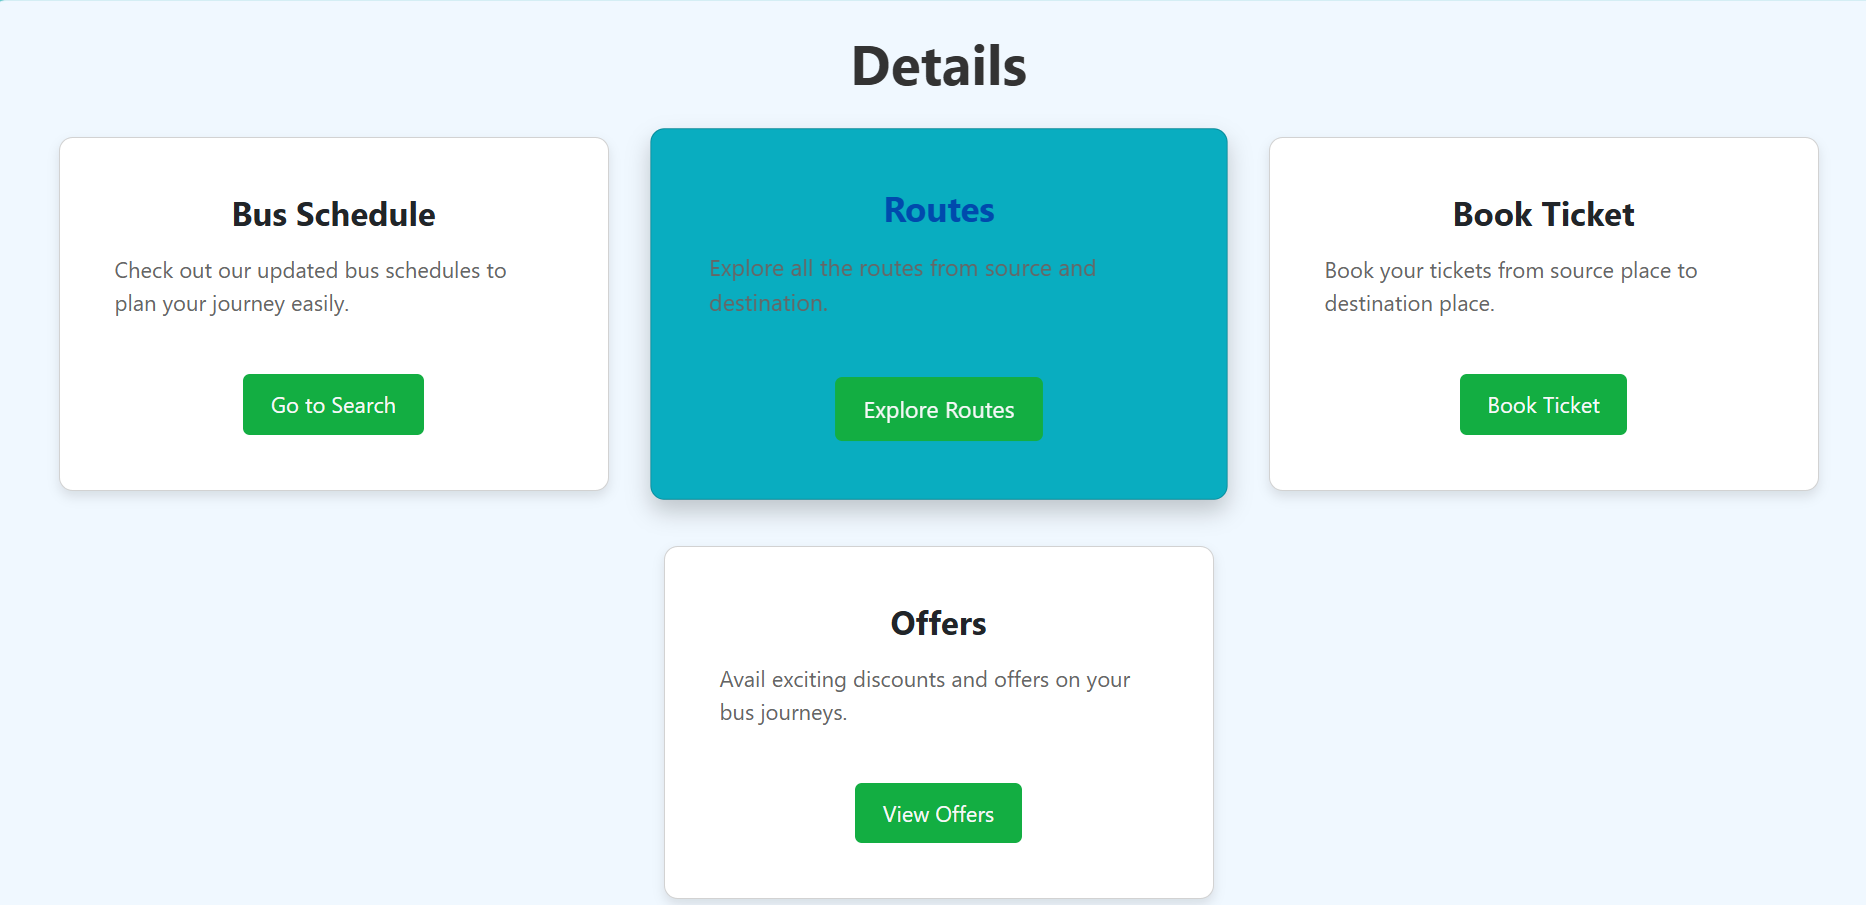 Details
Bus Schedule
Check out our updated bus schedules to
plan your journey easily.
Go to Search
Routes
Explore all the routes from source and
destination.
Explore Routes
Book Ticket
Book your tickets from source place to
destination place.
Book Ticket
Offers
Avail exciting discounts and offers on your
bus journeys.
View Offers